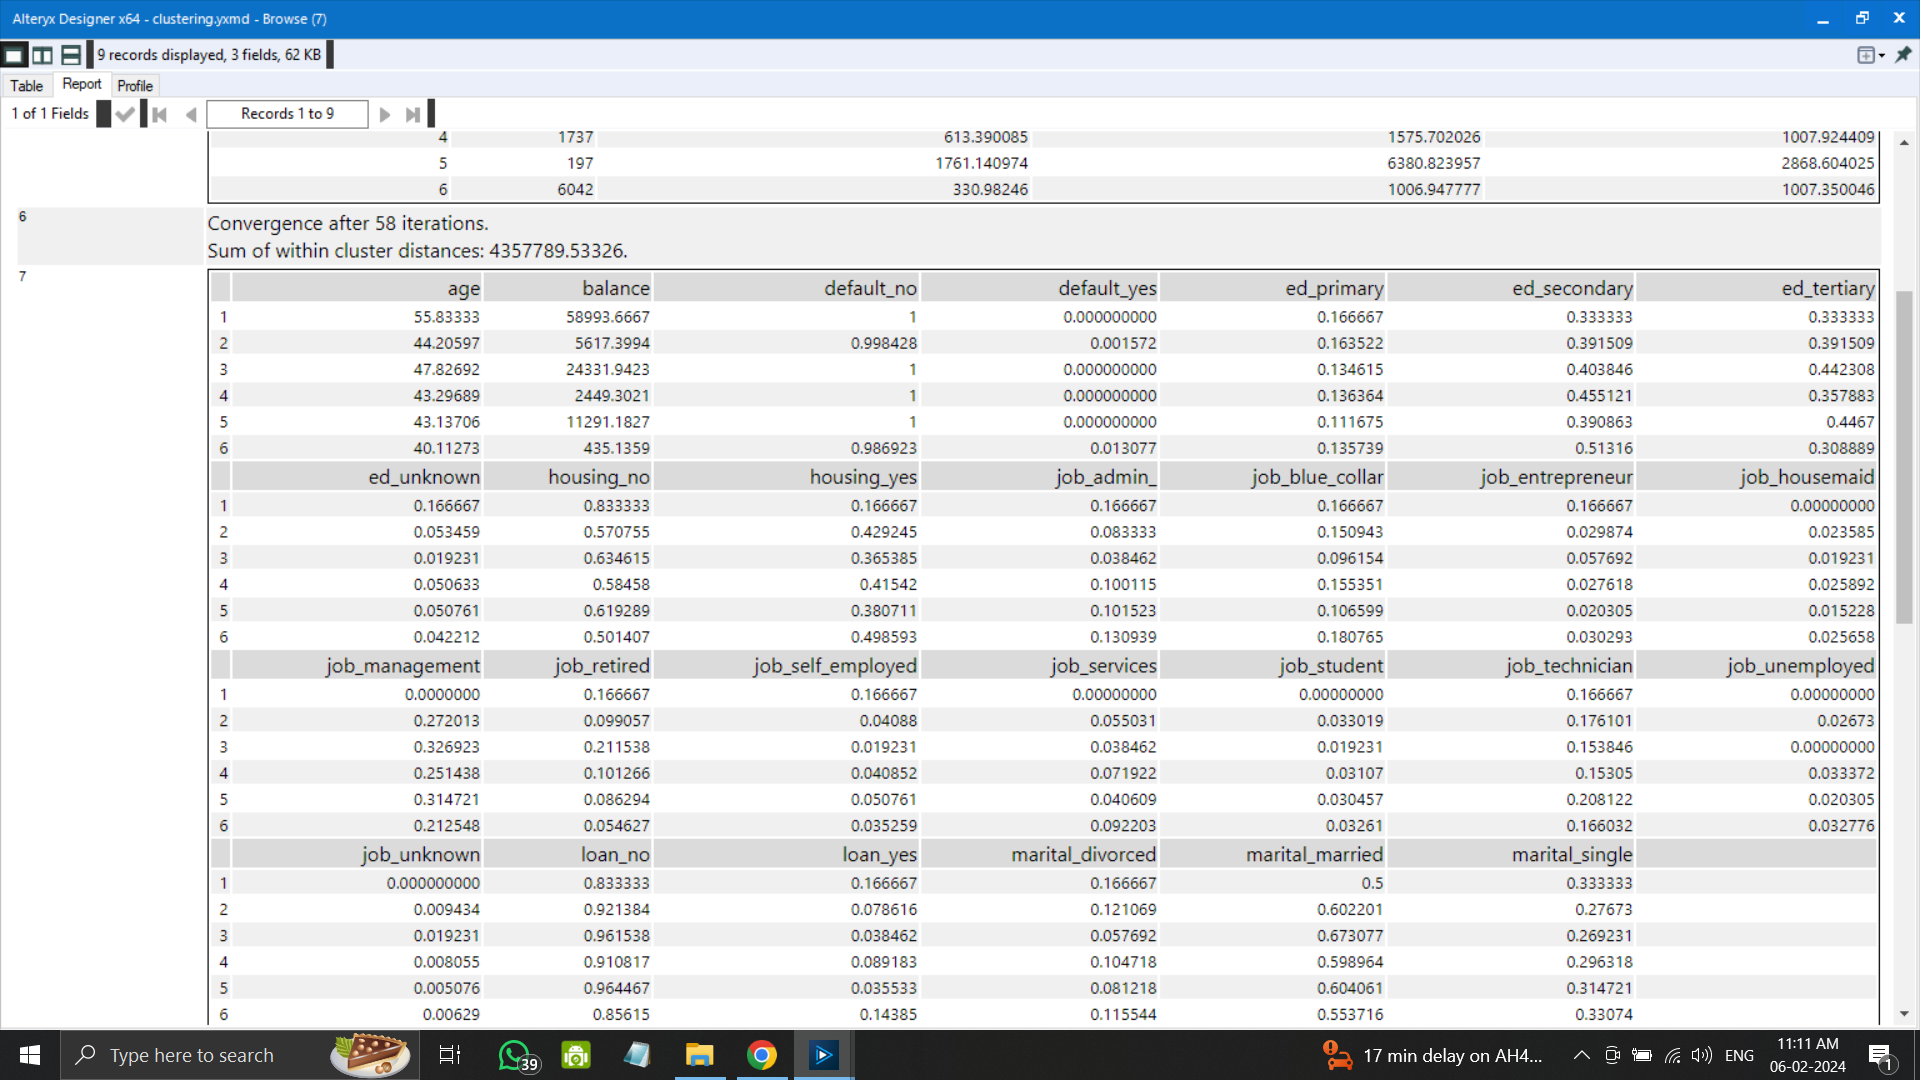 Alteryx Designer x64 - clustering.yxmd - Browse (7)
9 records displayed, 3 fields, 62 KB
Table Report Profile
1 of 1 Fields Records 1 to 9
4 1737 613.390085 1575.702026 1007.924409
5 197 1761.140974 6380.823957 2868.604025
6 6042 330.98246 1006.947777 1007.350046
6
Convergence after 58 iterations.
Sum of within cluster distances: 4357789.53326.
7
age balance default_no default_yes ed_primary ed_secondary ed_tertiary
1 55.83333 58993.6667 1 0.000000000 0.166667 0.333333 0.333333
2 44.20597 5617.3994 0.998428 0.001572 0.163522 0.391509 0.391509
3 47.82692 24331.9423 1 0.000000000 0.134615 0.403846 0.442308
4 43.29689 2449.3021 1 0.000000000 0.136364 0.455121 0.357883
5 43.13706 11291.1827 1 0.000000000 0.111675 0.390863 0.4467
6 40.11273 435.1359 0.986923 0.013077 0.135739 0.51316 0.308889
ed_unknown housing_no housing_yes job_admin_ job_blue_collar job_entrepreneur job_housemaid
1 0.166667 0.833333 0.166667 0.166667 0.166667 0.166667 0.00000000
2 0.053459 0.570755 0.429245 0.083333 0.150943 0.029874 0.023585
3 0.019231 0.634615 0.365385 0.038462 0.096154 0.057692 0.019231
4 0.050633 0.58458 0.41542 0.100115 0.155351 0.027618 0.025892
5 0.050761 0.619289 0.380711 0.101523 0.106599 0.020305 0.015228
6 0.042212 0.501407 0.498593 0.130939 0.180765 0.030293 0.025658
job_management job_retired job_self_employed job_services job_student job_technician job_unemployed
1 0.0000000 0.166667 0.166667 0.00000000 0.00000000 0.166667 0.00000000
2 0.272013 0.099057 0.04088 0.055031 0.033019 0.176101 0.02673
3 0.326923 0.211538 0.019231 0.038462 0.019231 0.153846 0.00000000
4 0.251438 0.101266 0.040852 0.071922 0.03107 0.15305 0.033372
5 0.314721 0.086294 0.050761 0.040609 0.030457 0.208122 0.020305
6 0.212548 0.054627 0.035259 0.092203 0.03261 0.166032 0.032776
job_unknown loan_no loan_yes marital_divorced marital_married marital_single
1 0.000000000 0.833333 0.166667 0.166667 0.5 0.333333
2 0.009434 0.921384 0.078616 0.121069 0.602201 0.27673
3 0.019231 0.961538 0.038462 0.057692 0.673077 0.269231
4 0.008055 0.910817 0.089183 0.104718 0.598964 0.296318
5 0.005076 0.964467 0.035533 0.081218 0.604061 0.314721
6 0.00629 0.85615 0.14385 0.115544 0.553716 0.33074
Type here to search 39 17 min delay on AH4... ENG 11:11 AM 1
06-02-2024